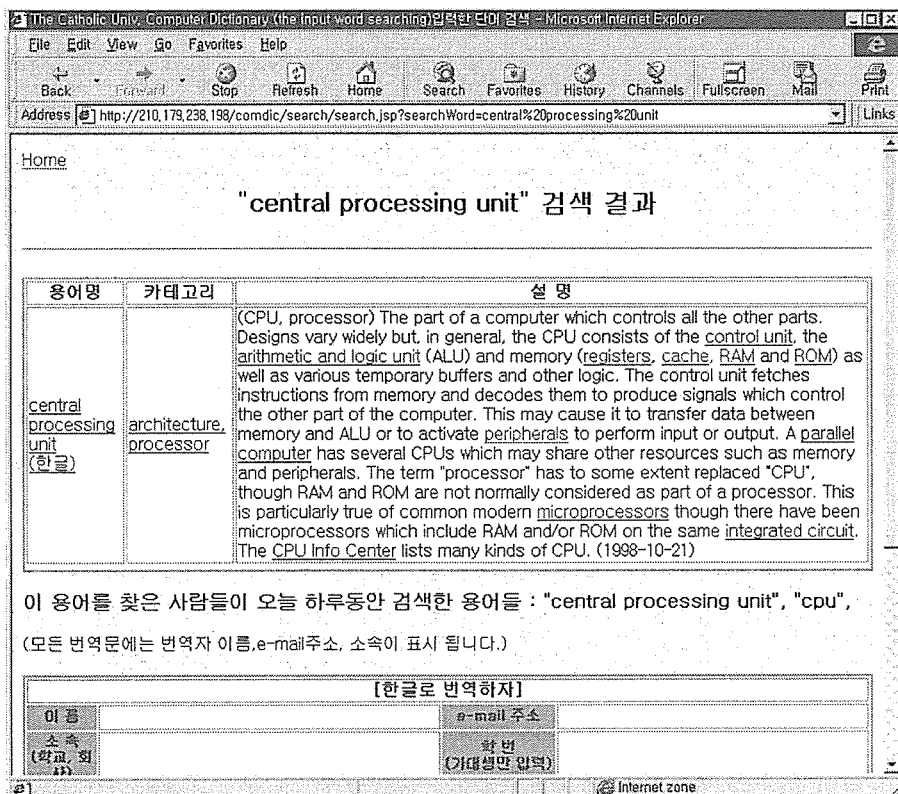 The Catholic Univ, Computer Dictionary (the input word searching)입력한 단어 검색 - Microsoft Internet Explorer
File Edit View Go Favorites Help
Back Forward Stop Refresh Home Search Favorites History Channels Fullscreen Mail Print
Address http://210,179,238,198/comdic/search/search.jsp?searchWord=central%20processing%20unit Links
Home
"central processing unit" 검색 결과
용어명 카테고리 설 명
central processing unit (한글)
architecture, processor
(CPU, processor) The part of a computer which controls all the other parts.
Designs vary widely but, in general, the CPU consists of the control unit, the
arithmetic and logic unit (ALU) and memory (registers, cache, RAM and ROM) as
well as various temporary buffers and other logic. The control unit fetches
instructions from memory and decodes them to produce signals which control
the other part of the computer. This may cause it to transfer data between
memory and ALU or to activate peripherals to perform input or output. A parallel
computer has several CPUs which may share other resources such as memory
and peripherals. The term "processor" has to some extent replaced "CPU",
though RAM and ROM are not normally considered as part of a processor. This
is particularly true of common modern microprocessors though there have been
microprocessors which include RAM and/or ROM on the same integrated circuit.
The CPU Info Center lists many kinds of CPU. (1998-10-21)
이 용어를 찾은 사람들이 오늘 하루동안 검색한 용어들 : "central processing unit", "cpu",
(모든 번역문에는 번역자 이름,e-mail주소, 소속이 표시 됩니다.)
[한글로 번역하자]
이 름 e-mail 주소
소 속 (학교, 회사) 학 번 (가대생만 입력)
Internet zone